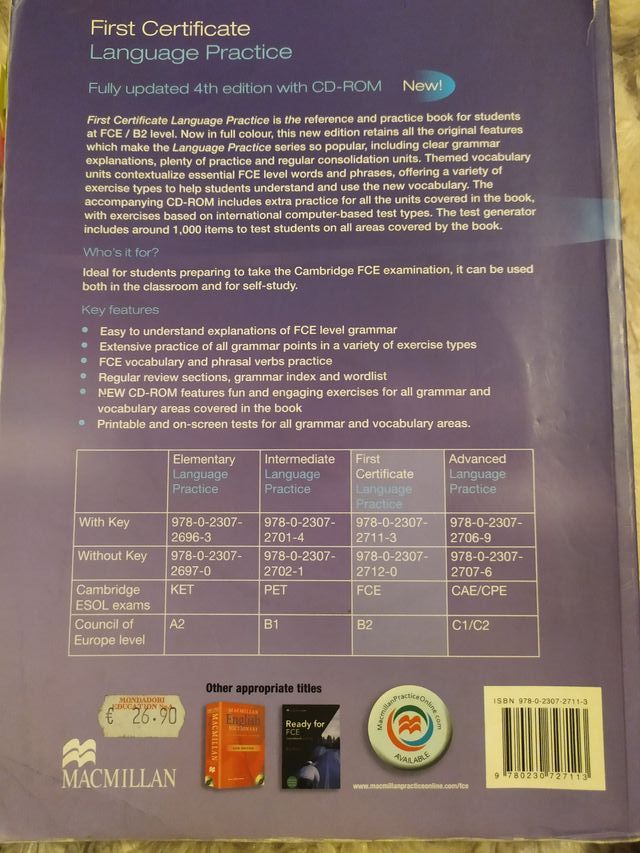 First Certificate
Language Practice
Fully updated 4th edition with CD-ROM New!
First Certificate Language Practice is the reference and practice book for students
at FCE / B2 level. Now in full colour, this new edition retains all the original features
which make the Language Practice series so popular, including clear grammar
explanations, plenty of practice and regular consolidation units. Themed vocabulary
units contextualize essential FCE level words and phrases, offering a variety of
exercise types to help students understand and use the new vocabulary. The
accompanying CD-ROM includes extra practice for all the units covered in the book,
with exercises based on international computer-based test types. The test generator
includes around 1,000 items to test students on all areas covered by the book.
Who's it for?
Ideal for students preparing to take the Cambridge FCE examination, it can be used
both in the classroom and for self-study.
Key features
• Easy to understand explanations of FCE level grammar
• Extensive practice of all grammar points in a variety of exercise types
• FCE vocabulary and phrasal verbs practice
• Regular review sections, grammar index and wordlist
• NEW CD-ROM features fun and engaging exercises for all grammar and
vocabulary areas covered in the book
• Printable and on-screen tests for all grammar and vocabulary areas.
Elementary Intermediate First Advanced
Language Language Certificate Language
Practice Practice Language Practice
Practice
With Key 978-0-2307- 978-0-2307- 978-0-2307- 978-0-2307-
2696-3 2701-4 2711-3 2706-9
Without Key 978-0-2307- 978-0-2307- 978-0-2307- 978-0-2307-
2697-0 2702-1 2712-0 2707-6
Cambridge KET PET FCE CAE/CPE
ESOL exams
Council of A2 B1 B2 C1/C2
Europe level
Other appropriate titles
MONDADORI
EDUCATION
€ 26.90
MACMILLAN
MACMILLAN
MACMILLAN
English
DICTIONARY
Ready for
FCE
MacmillanPracticeOnline.com
AVAILABLE
www.macmillanpracticeonline.com/fce
ISBN 978-0-2307-2711-3
9 780230 727113